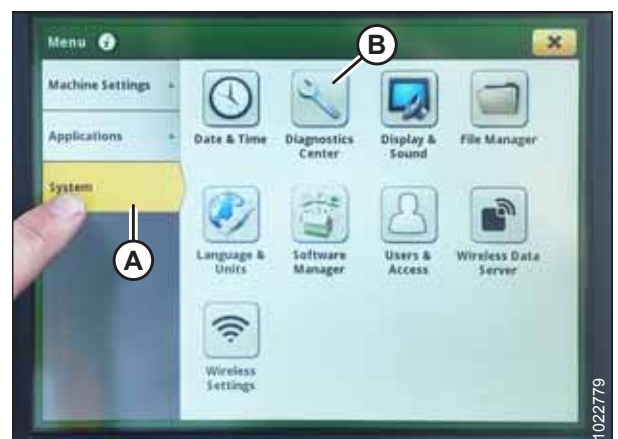 Menu i
Machine Settings
Applications
System
Date & Time
Diagnostics
Center
Display &
Sound
File Manager
Language &
Units
Software
Manager
Users &
Access
Wireless Data
Server
Wireless
Settings
A
B
1022779